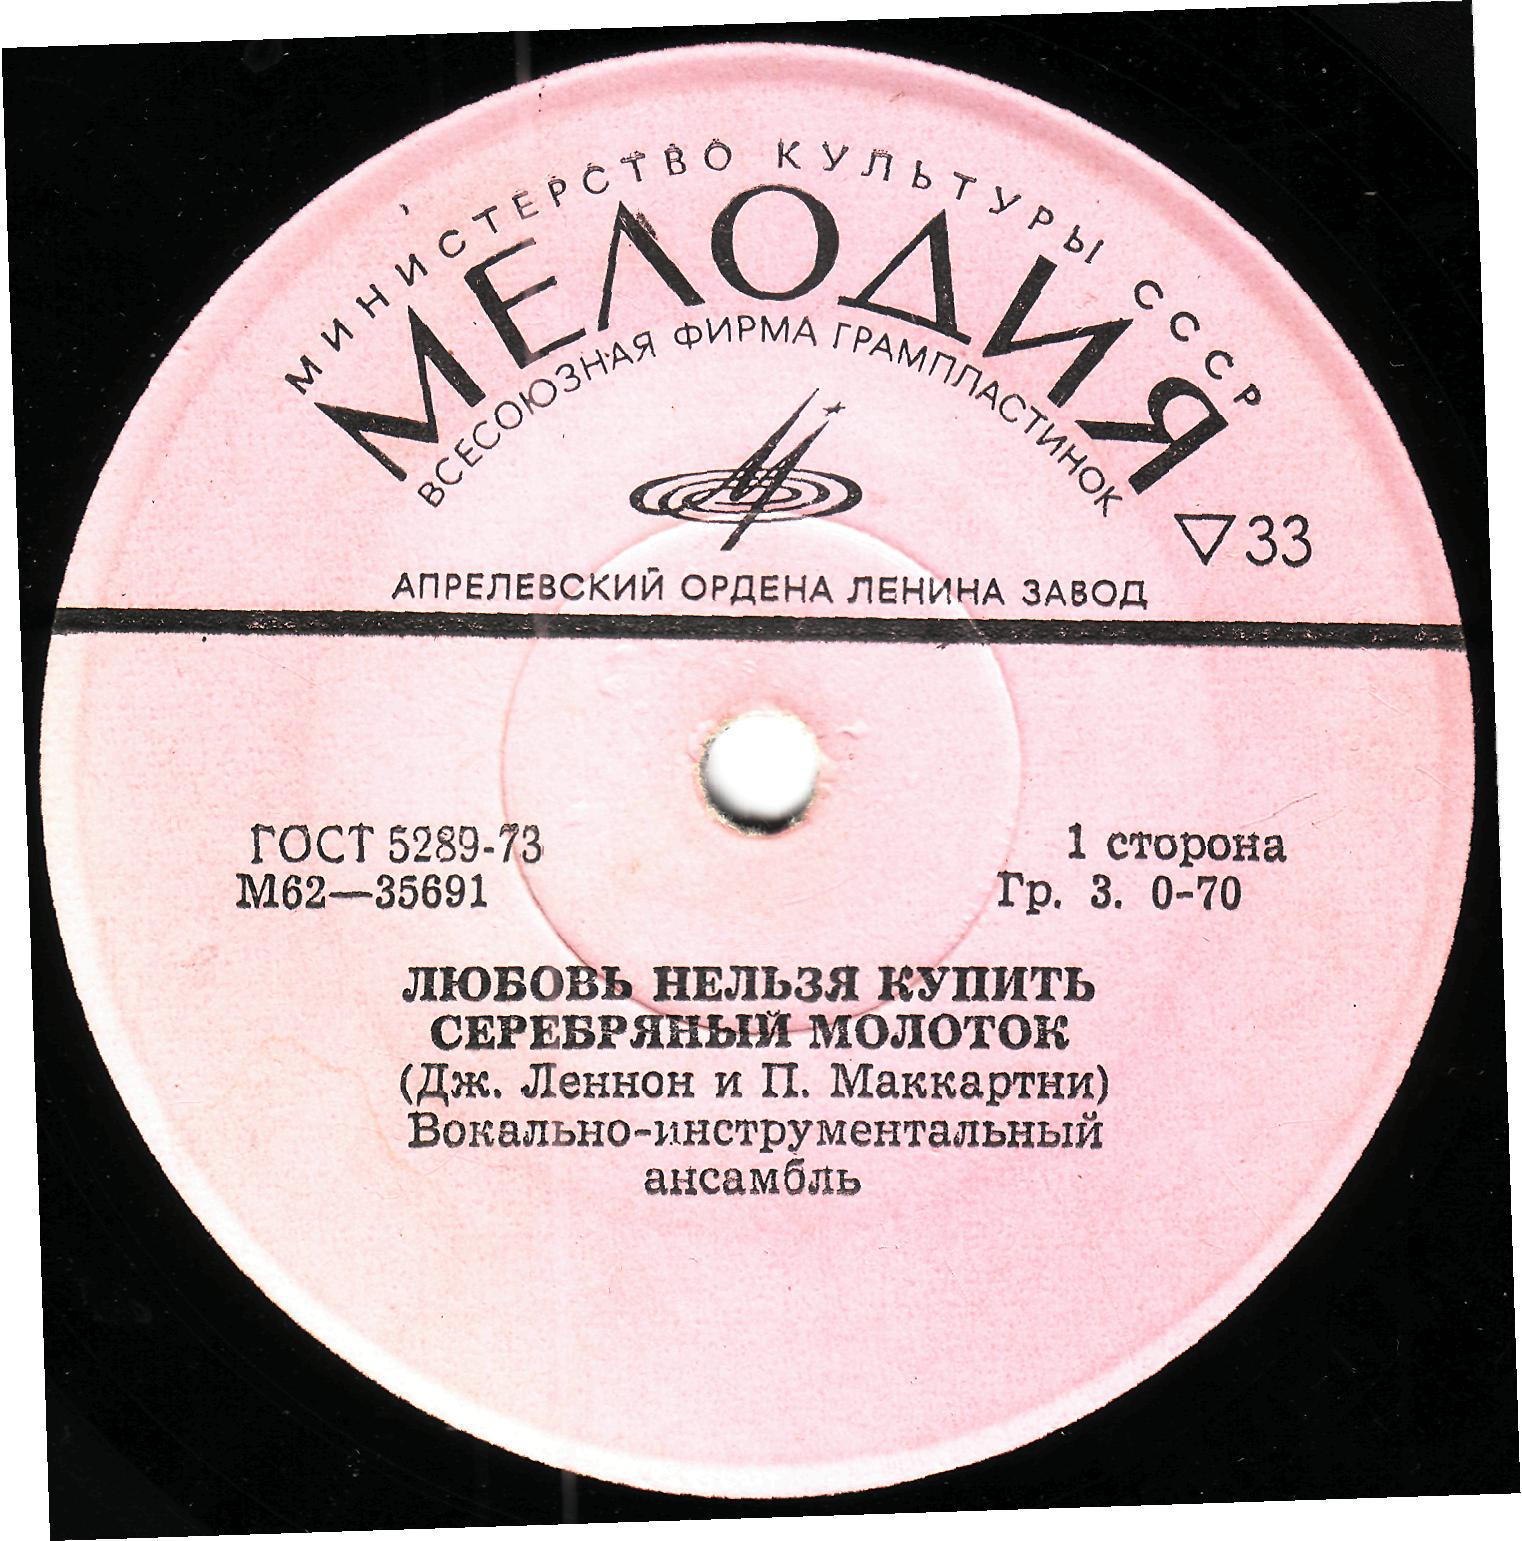 МИНИСТЕРСТВО КУЛЬТУРЫ СССР
МЕЛОДИЯ
ВСЕСОЮЗНАЯ ФИРМА ГРАМПЛАСТИНОК
▽33
АПРЕЛЕВСКИЙ ОРДЕНА ЛЕНИНА ЗАВОД
ГОСТ 5289-73
1 сторона
М62—35691
Гр. 3. 0-70
ЛЮБОВЬ НЕЛЬЗЯ КУПИТЬ
СЕРЕБРЯНЫЙ МОЛОТОК
(Дж. Леннон и П. Маккартни)
Вокально-инструментальный
ансамбль